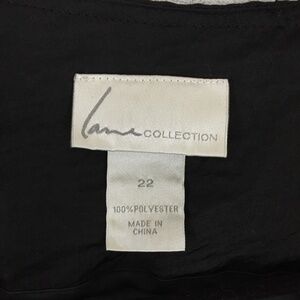 Lane COLLECTION
22
100% POLYESTER
MADE IN
CHINA